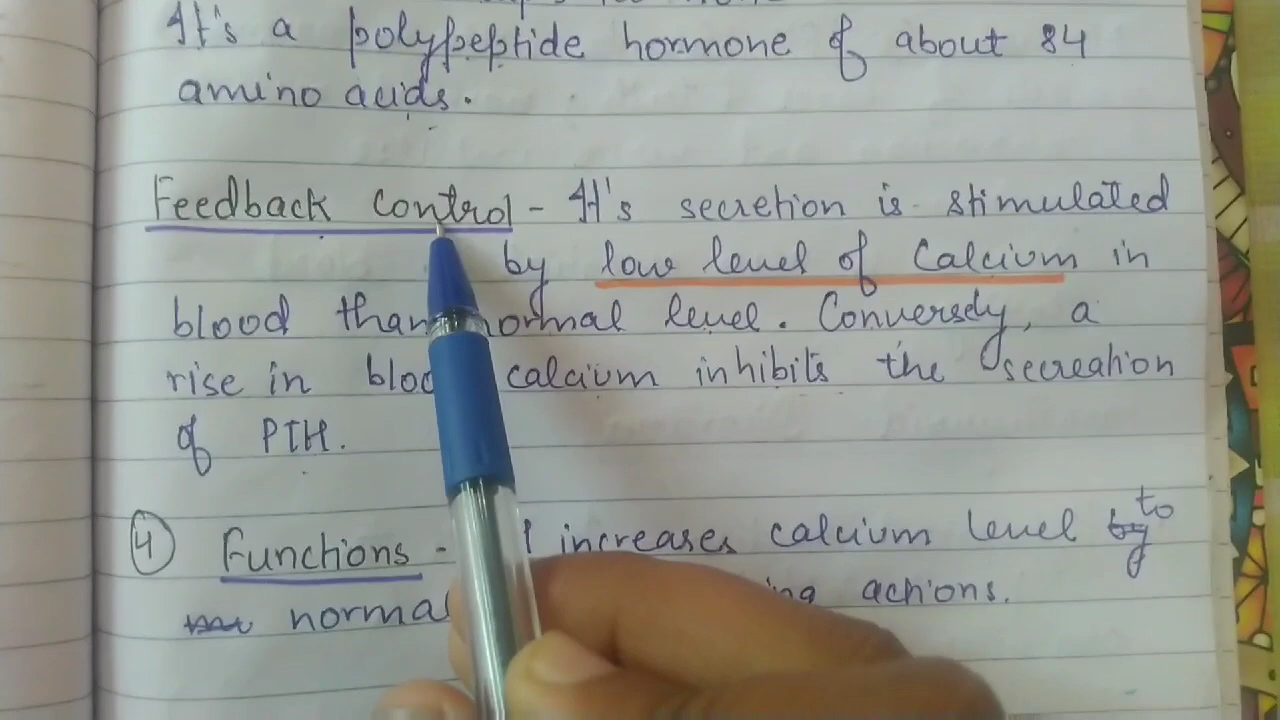 It's a polypeptide hormone of about 84
amino acids.
Feedback control - It's secretion is stimulated
by low level of Calcium in
blood than normal level. Conversely, a
rise in blood calcium inhibits the secreation
of PTH.
4 Functions - increases calcium level by to
normal actions.